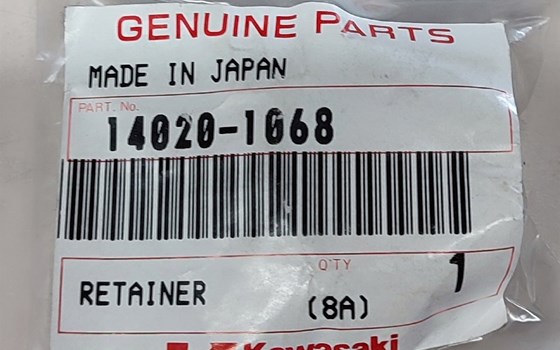 GENUINE PARTS
MADE IN JAPAN
PART. No.
14020-1068
Q'TY
1
RETAINER
(8A)
Kawasaki